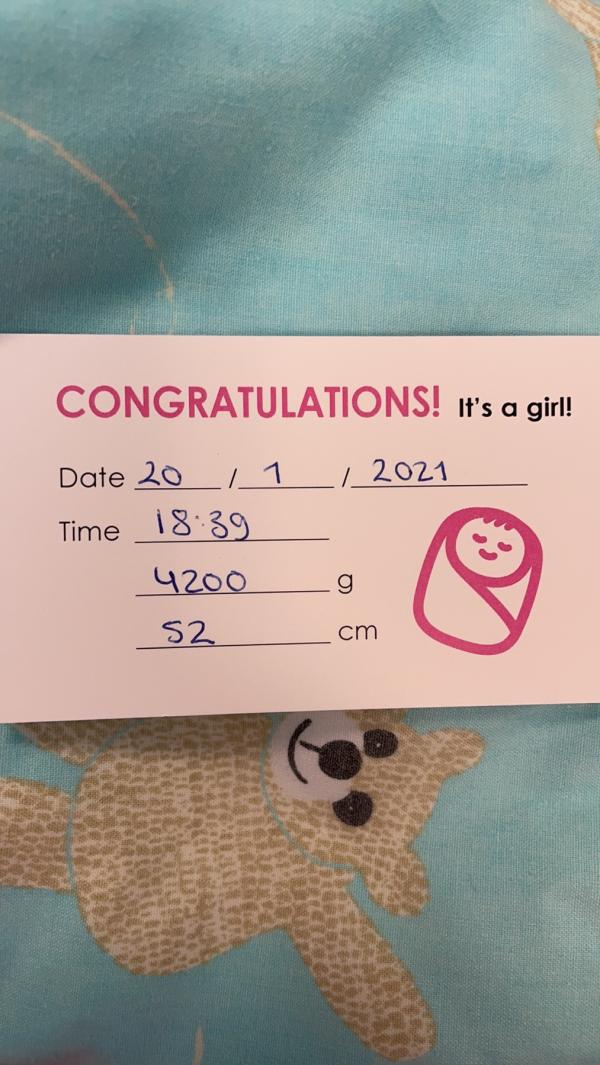 CONGRATULATIONS! It's a girl!
Date 20 / 1 / 2021
Time 18:39
4200 g
52 cm